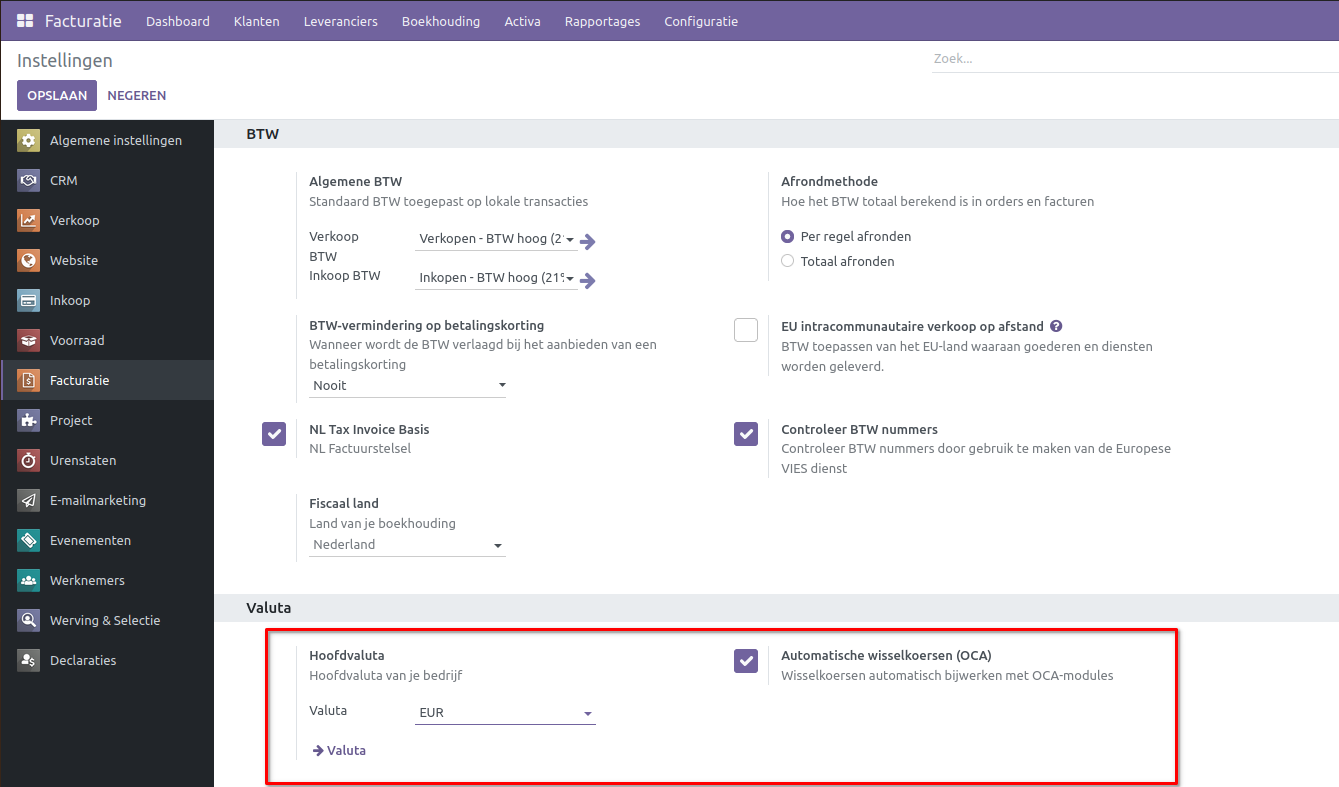 Facturatie Dashboard Klanten Leveranciers Boekhouding Activa Rapportages Configuratie
Instellingen
Zoek...
OPSLAAN NEGEREN
Algemene instellingen
CRM
Verkoop
Website
Inkoop
Voorraad
Facturatie
Project
Urenstaten
E-mailmarketing
Evenementen
Werknemers
Werving & Selectie
Declaraties
BTW
Algemene BTW
Standaard BTW toegepast op lokale transacties
Verkoop
BTW
Verkopen - BTW hoog (2
Inkoop BTW
Inkopen - BTW hoog (21%
Afrondmethode
Hoe het BTW totaal berekend is in orders en facturen
Per regel afronden
Totaal afronden
BTW-vermindering op betalingskorting
Wanneer wordt de BTW verlaagd bij het aanbieden van een
betalingskorting
Nooit
EU intracommunautaire verkoop op afstand ?
BTW toepassen van het EU-land waaraan goederen en diensten
worden geleverd.
NL Tax Invoice Basis
NL Factuurstelsel
Controleer BTW nummers
Controleer BTW nummers door gebruik te maken van de Europese
VIES dienst
Fiscaal land
Land van je boekhouding
Nederland
Valuta
Hoofdvaluta
Hoofdvaluta van je bedrijf
Valuta
EUR
Valuta
Automatische wisselkoersen (OCA)
Wisselkoersen automatisch bijwerken met OCA-modules